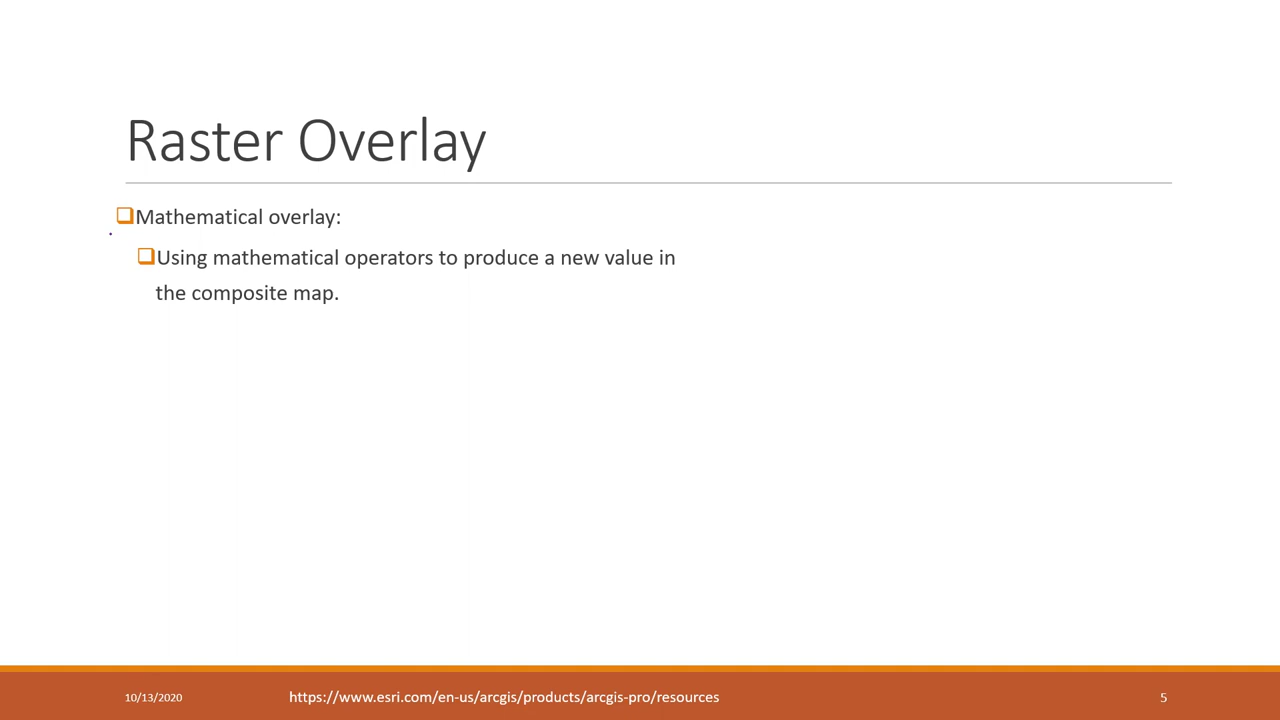 Raster Overlay
❑Mathematical overlay:
❑Using mathematical operators to produce a new value in
the composite map.
10/13/2020
https://www.esri.com/en-us/arcgis/products/arcgis-pro/resources
5